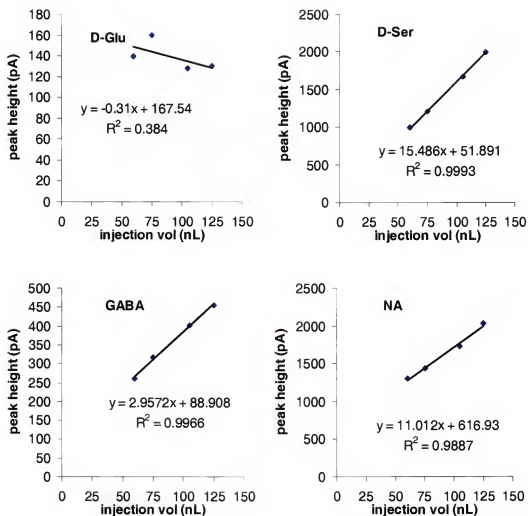 D-Glu
peak height (pA)
160
140
120
100
80
60
40
20
0
y = -0.31x + 167.54
R² = 0.384
0 25 50 75 100 125 150
injection vol (nL)
D-Ser
peak height (pA)
2500
2000
1500
1000
500
0
y = 15.486x + 51.891
R² = 0.9993
0 25 50 75 100 125 150
injection vol (nL)
GABA
peak height (pA)
500
450
400
350
300
250
200
150
100
50
0
y = 2.9572x + 88.908
R² = 0.9966
0 25 50 75 100 125 150
injection vol (nL)
NA
peak height (pA)
2500
2000
1500
1000
500
0
y = 11.012x + 616.93
R² = 0.9887
0 25 50 75 100 125 150
injection vol (nL)